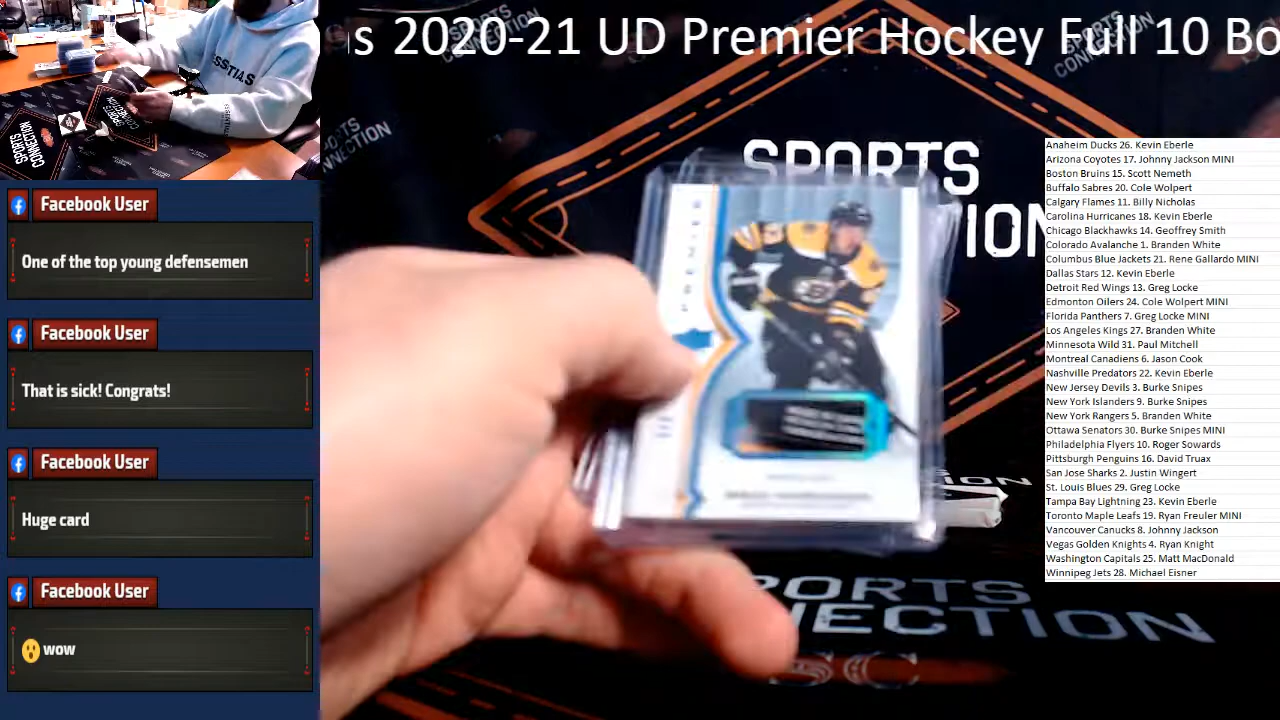 s 2020-21 UD Premier Hockey Full 10 Bo
ESSENTIALS
SPORTS
CONNECTION
SPORTS
CONNECTION
SPORTS
CONNECTION
SPORTS
CONNECTION
SC
Facebook User
One of the top young defensemen
Facebook User
That is sick! Congrats!
Facebook User
Huge card
Facebook User
😮 wow
Anaheim Ducks 26. Kevin Eberle
Arizona Coyotes 17. Johnny Jackson MINI
Boston Bruins 15. Scott Nemeth
Buffalo Sabres 20. Cole Wolpert
Calgary Flames 11. Billy Nicholas
Carolina Hurricanes 18. Kevin Eberle
Chicago Blackhawks 14. Geoffrey Smith
Colorado Avalanche 1. Branden White
Columbus Blue Jackets 21. Rene Gallardo MINI
Dallas Stars 12. Kevin Eberle
Detroit Red Wings 13. Greg Locke
Edmonton Oilers 24. Cole Wolpert MINI
Florida Panthers 7. Greg Locke MINI
Los Angeles Kings 27. Branden White
Minnesota Wild 31. Paul Mitchell
Montreal Canadiens 6. Jason Cook
Nashville Predators 22. Kevin Eberle
New Jersey Devils 3. Burke Snipes
New York Islanders 9. Burke Snipes
New York Rangers 5. Branden White
Ottawa Senators 30. Burke Snipes MINI
Philadelphia Flyers 10. Roger Sowards
Pittsburgh Penguins 16. David Truax
San Jose Sharks 2. Justin Wingert
St. Louis Blues 29. Greg Locke
Tampa Bay Lightning 23. Kevin Eberle
Toronto Maple Leafs 19. Ryan Freuler MINI
Vancouver Canucks 8. Johnny Jackson
Vegas Golden Knights 4. Ryan Knight
Washington Capitals 25. Matt MacDonald
Winnipeg Jets 28. Michael Eisner